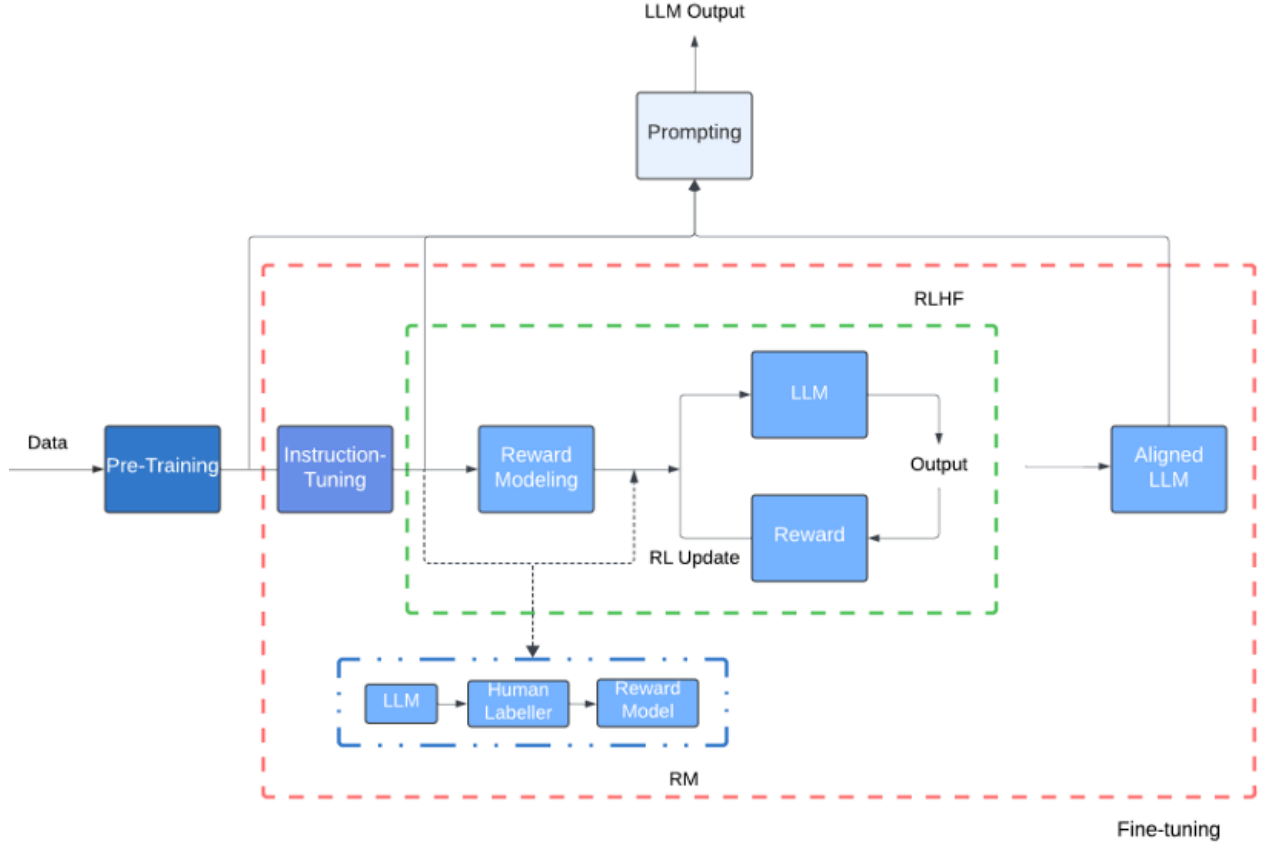 LLM Output
Prompting
RLHF
LLM
Data
Pre-Training
Instruction-
Tuning
Reward
Modeling
Output
Aligned
LLM
Reward
RL Update
LLM
Human
Labeller
Reward
Model
RM
Fine-tuning